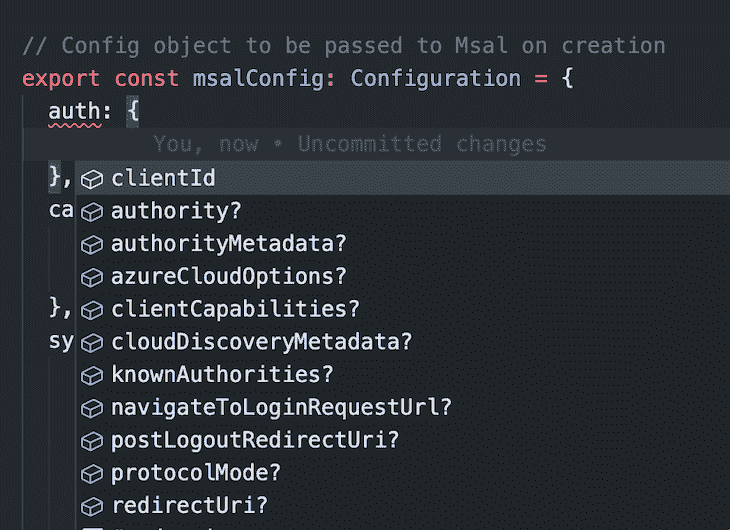 // Config object to be passed to Msal on creation
export const msalConfig: Configuration = {
auth: {
You, now • Uncommitted changes
}, clientId
ca authority?
authorityMetadata?
azureCloudOptions?
}, clientCapabilities?
sy cloudDiscoveryMetadata?
knownAuthorities?
navigateToLoginRequestUrl?
postLogoutRedirectUri?
protocolMode?
redirectUri?